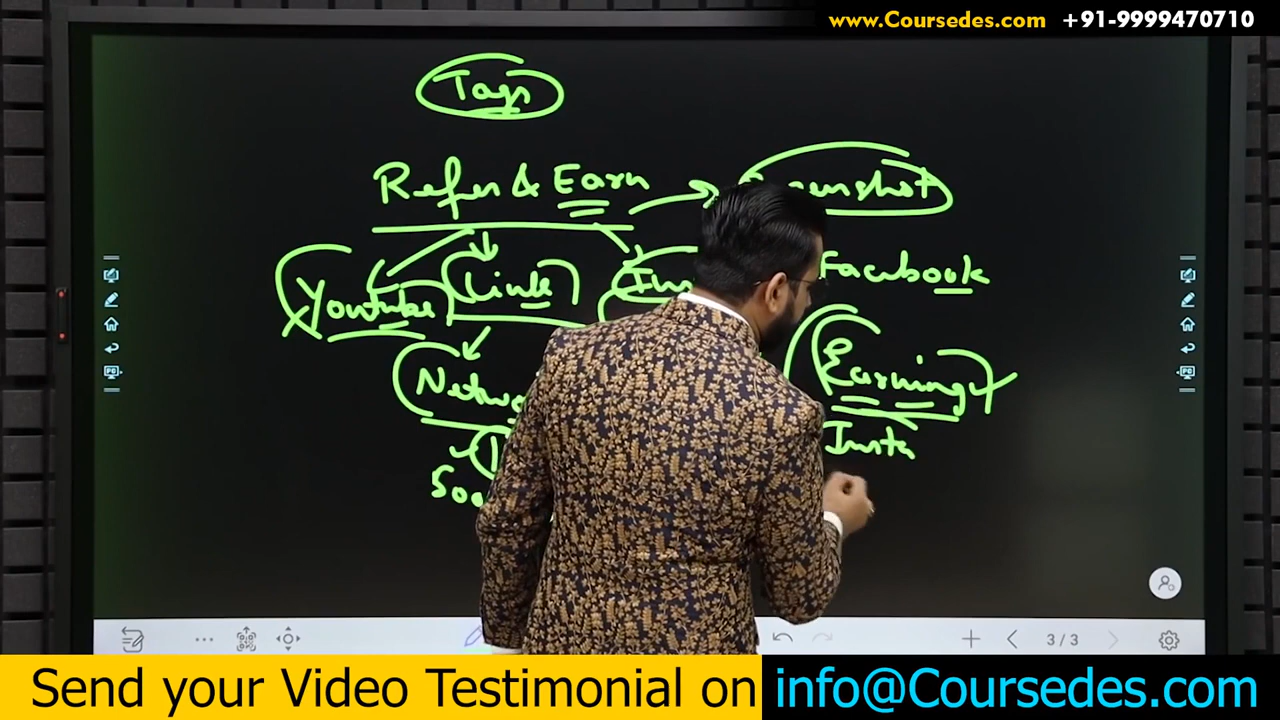 www.Coursedes.com +91-9999470710
Tags
Refer & Earn
Youtube Link Facebook
Earning
Insta
3/3
Send your Video Testimonial on info@Coursedes.com